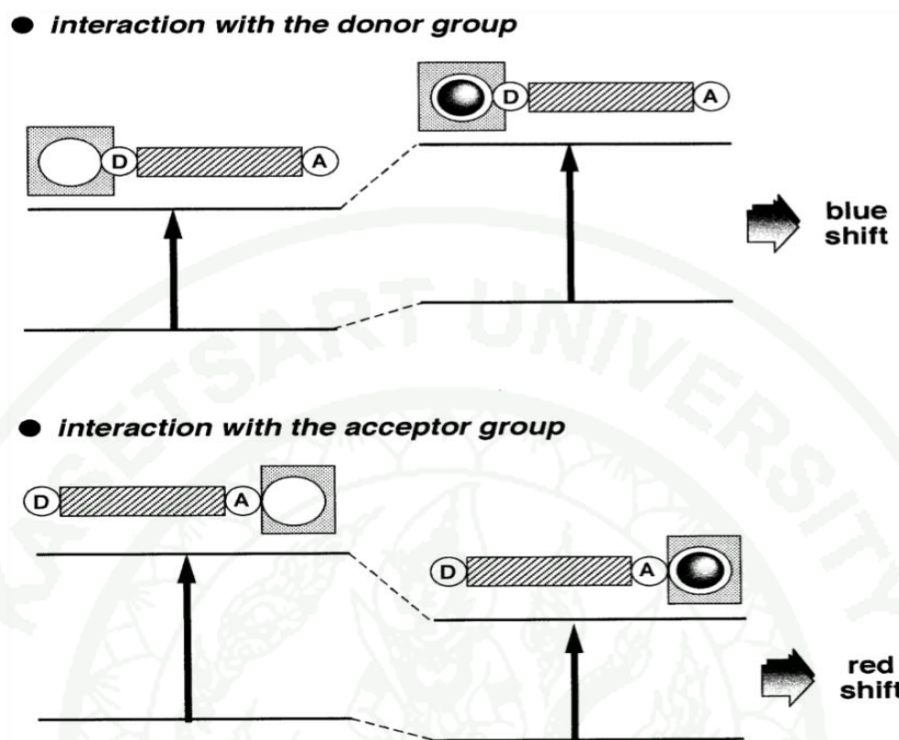 ● interaction with the donor group
D A
D A
blue
shift
KASETSART UNIVERSITY
● interaction with the acceptor group
D A
D A
red
shift